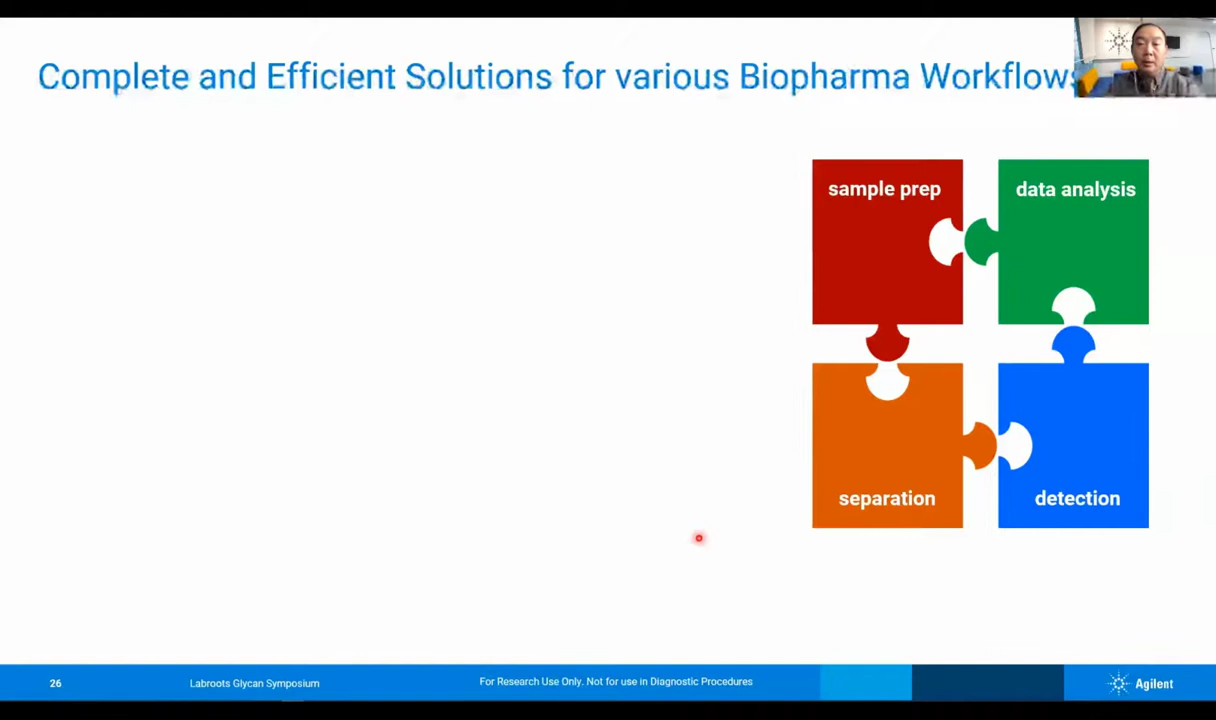 Complete and Efficient Solutions for various Biopharma Workflows
sample prep
data analysis
separation
detection
26
Labroots Glycan Symposium
For Research Use Only. Not for use in Diagnostic Procedures
Agilent